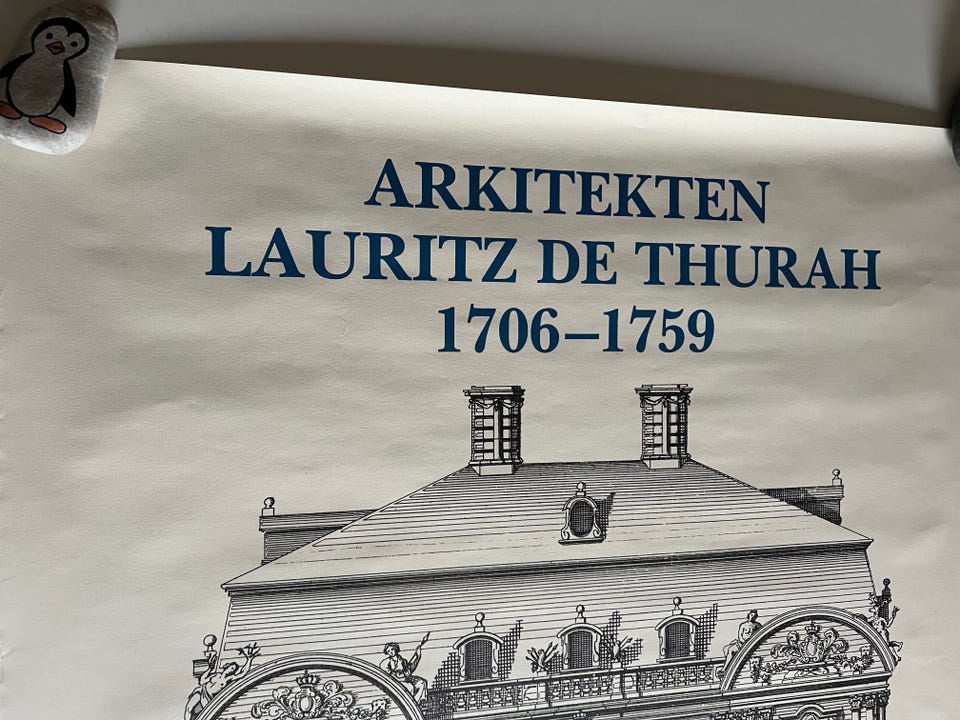 ARKITEKTEN
LAURITZ DE THURAH
1706–1759